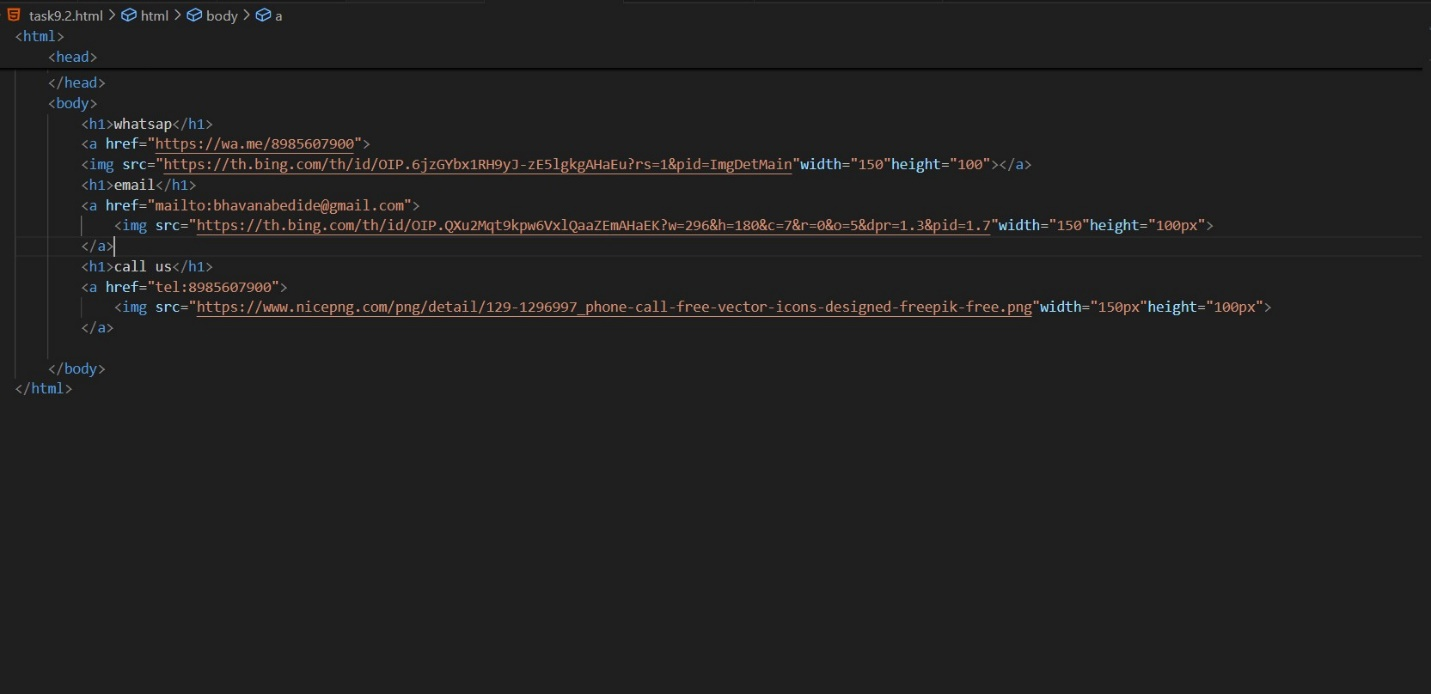 task9.2.html > html > body > a
<html>
<head>
</head>
<body>
<h1>whatsap</h1>
<a href="https://wa.me/8985607900">
<img src="https://th.bing.com/th/id/OIP.6jzGYbx1RH9yJ-zE5lgkgAHaEu?rs=1&pid=ImgDetMain"width="150"height="100"></a>
<h1>email</h1>
<a href="mailto:bhavanabedide@gmail.com">
<img src="https://th.bing.com/th/id/OIP.QXu2Mqt9kpw6VxlQaaZEmAHaEK?w=296&h=180&c=7&r=0&o=5&dpr=1.3&pid=1.7"width="150"height="100px">
</a>
<h1>call us</h1>
<a href="tel:8985607900">
<img src="https://www.nicepng.com/png/detail/129-1296997_phone-call-free-vector-icons-designed-freepik-free.png"width="150px"height="100px">
</a>
</body>
</html>